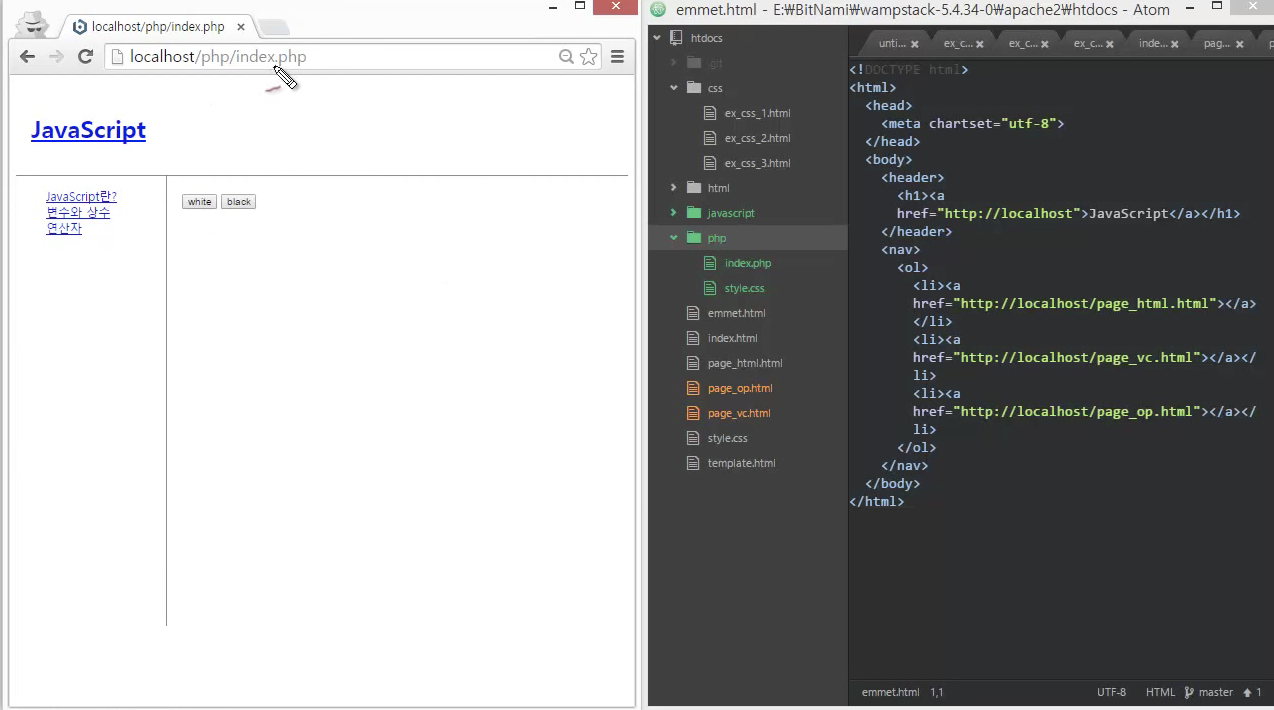 localhost/php/index.php
localhost/php/index.php
JavaScript
JavaScript란?
변수와 상수
연산자
white black
emmet.html - E:₩BitNami₩wampstack-5.4.34-0₩apache2₩htdocs - Atom
htdocs
.git
css
ex_css_1.html
ex_css_2.html
ex_css_3.html
html
javascript
php
index.php
style.css
emmet.html
index.html
page_html.html
page_op.html
page_vc.html
style.css
template.html
unti... ex_c... ex_c... ex_c... inde... pag... p
<!DOCTYPE html>
<html>
<head>
<meta chartset="utf-8">
</head>
<body>
<header>
<h1><a
href="http://localhost">JavaScript</a></h1>
</header>
<nav>
<ol>
<li><a
href="http://localhost/page_html.html"></a>
</li>
<li><a
href="http://localhost/page_vc.html"></a></
li>
<li><a
href="http://localhost/page_op.html"></a></
li>
</ol>
</nav>
</body>
</html>
emmet.html 1,1 UTF-8 HTML master 1